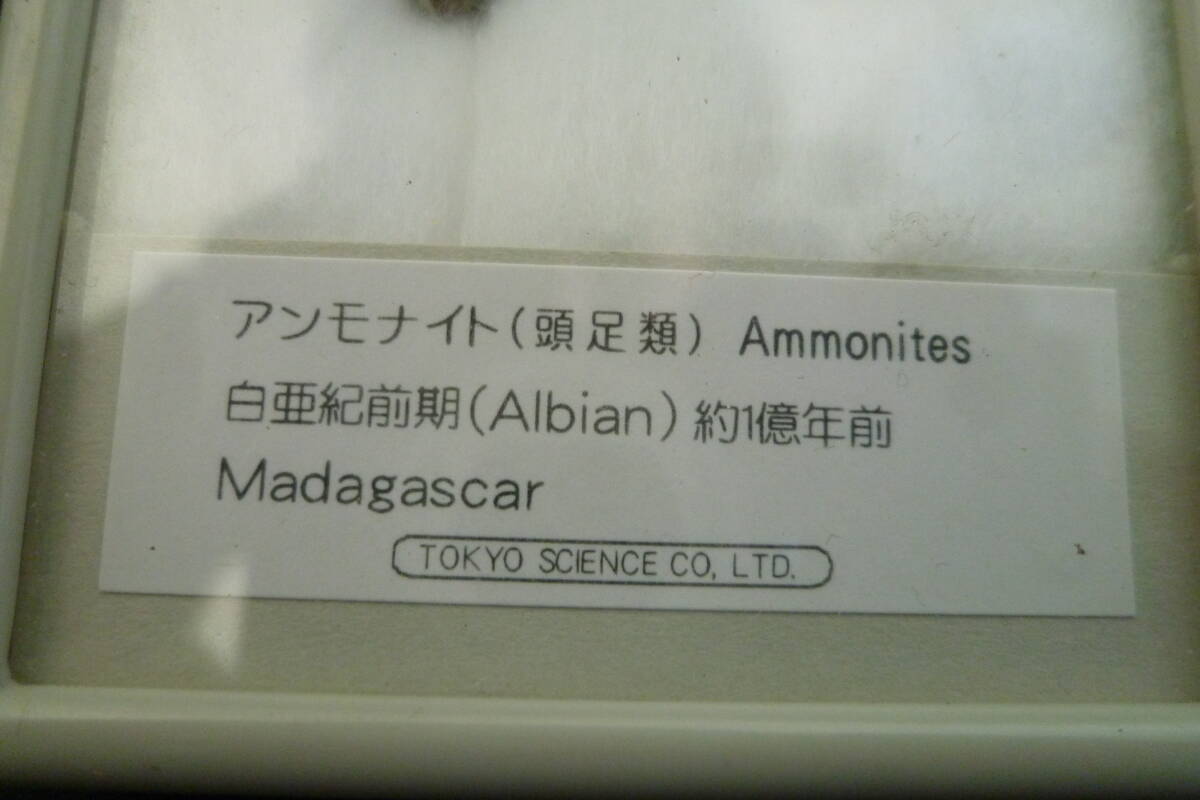 アンモナイト(頭足類) Ammonites
白亜紀前期(Albian)約1億年前
Madagascar
TOKYO SCIENCE CO, LTD.